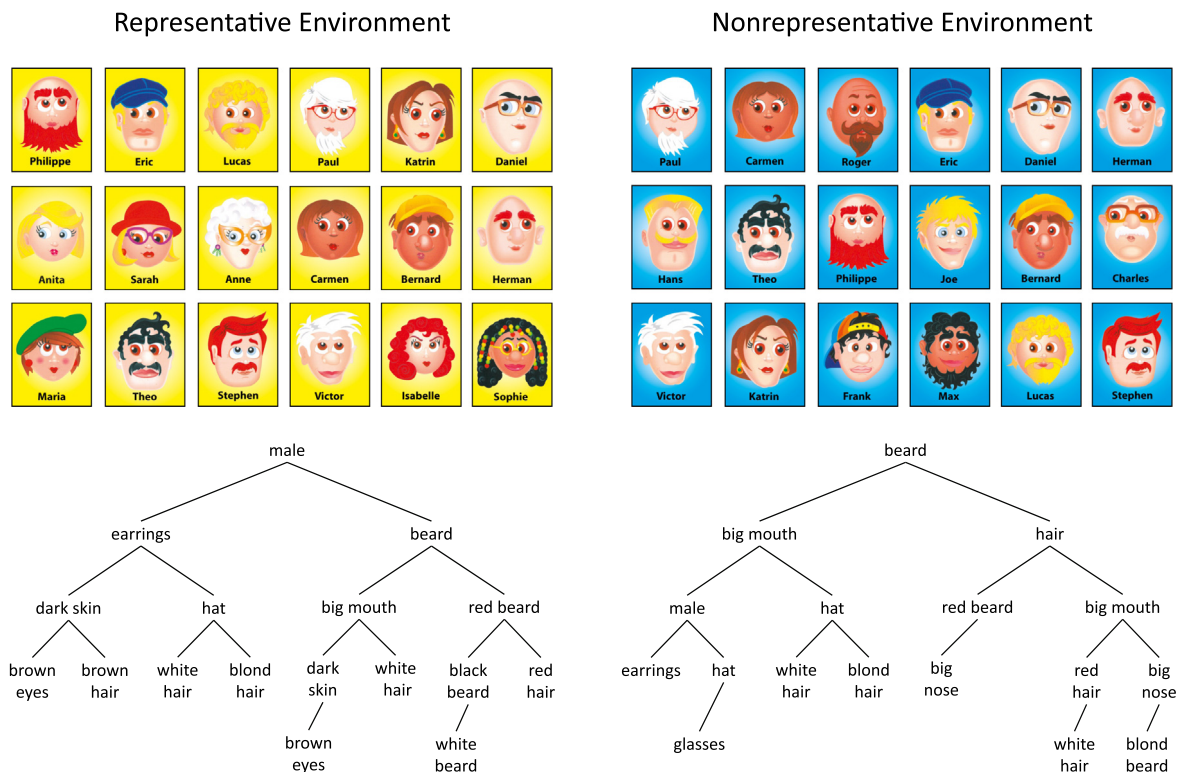 Representative Environment
Philippe Eric Lucas Paul Katrin Daniel
Anita Sarah Anne Carmen Bernard Herman
Maria Theo Stephen Victor Isabelle Sophie
male
earrings beard
dark skin hat big mouth red beard
brown eyes
brown hair
white hair
blond hair
dark skin
white hair
black beard
red hair
brown eyes
white beard
Nonrepresentative Environment
Paul Carmen Roger Eric Daniel Herman
Hans Theo Philippe Joe Bernard Charles
Victor Katrin Frank Max Lucas Stephen
beard
big mouth hair
male hat red beard big mouth
earrings
hat
white hair
blond hair
big nose
red hair
big nose
glasses
white hair
blond beard